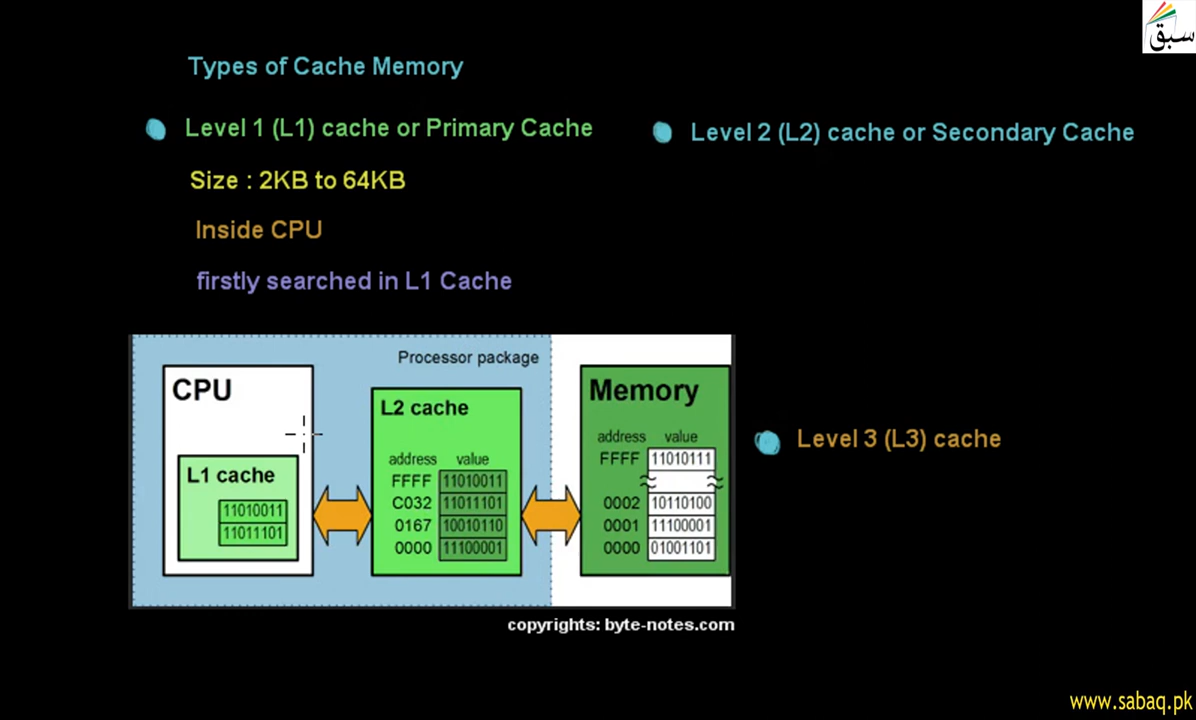 سبق
Types of Cache Memory
Level 1 (L1) cache or Primary Cache
Level 2 (L2) cache or Secondary Cache
Size : 2KB to 64KB
Inside CPU
firstly searched in L1 Cache
Processor package
CPU
L1 cache
11010011
11011101
L2 cache
address value
FFFF 11010011
C032 11011101
0167 10010110
0000 11100001
Memory
address value
FFFF 11010111
0002 10110100
0001 11100001
0000 01001101
Level 3 (L3) cache
copyrights: byte-notes.com
www.sabaq.pk